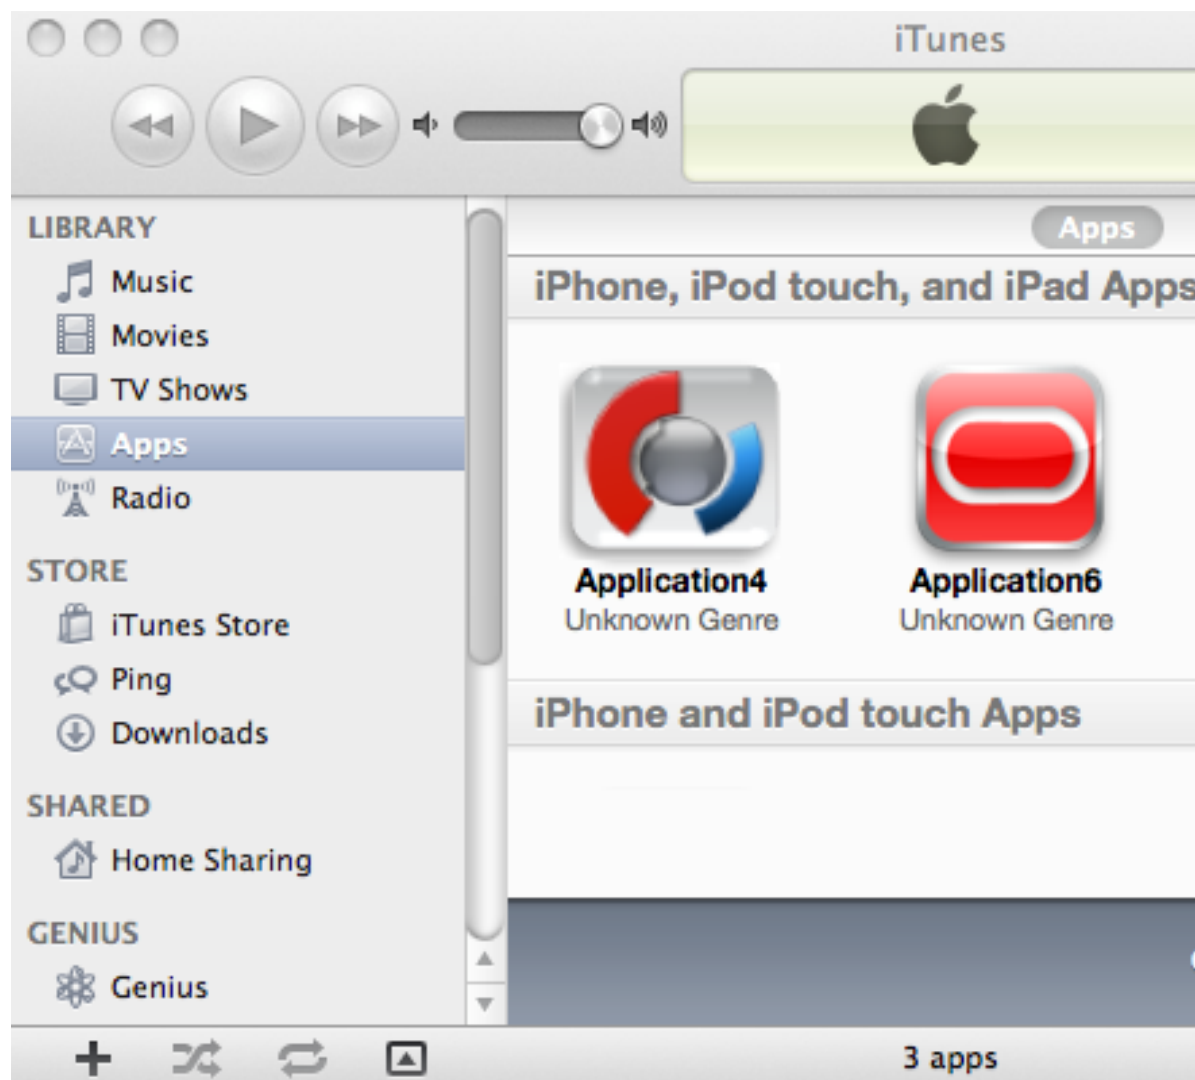 iTunes
LIBRARY
Music
Movies
TV Shows
Apps
Radio
STORE
iTunes Store
Ping
Downloads
SHARED
Home Sharing
GENIUS
Genius
Apps
iPhone, iPod touch, and iPad Apps
Application4
Unknown Genre
Application6
Unknown Genre
iPhone and iPod touch Apps
3 apps